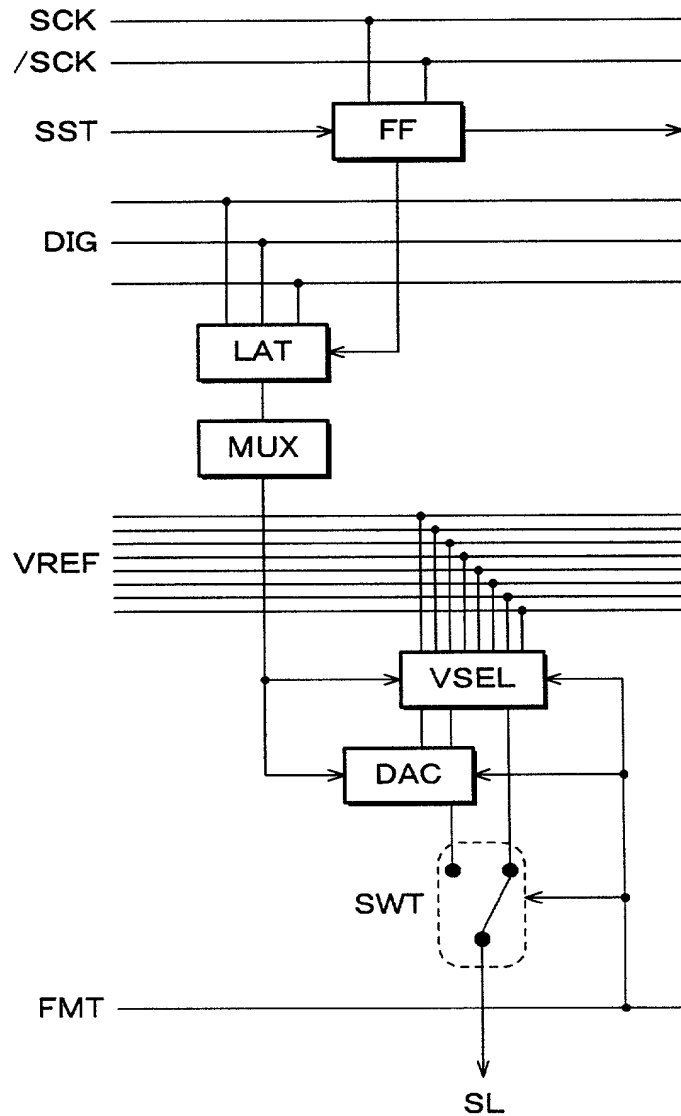 SCK
/SCK
SST
FF
DIG
LAT
MUX
VREF
VSEL
DAC
SWT
FMT
SL